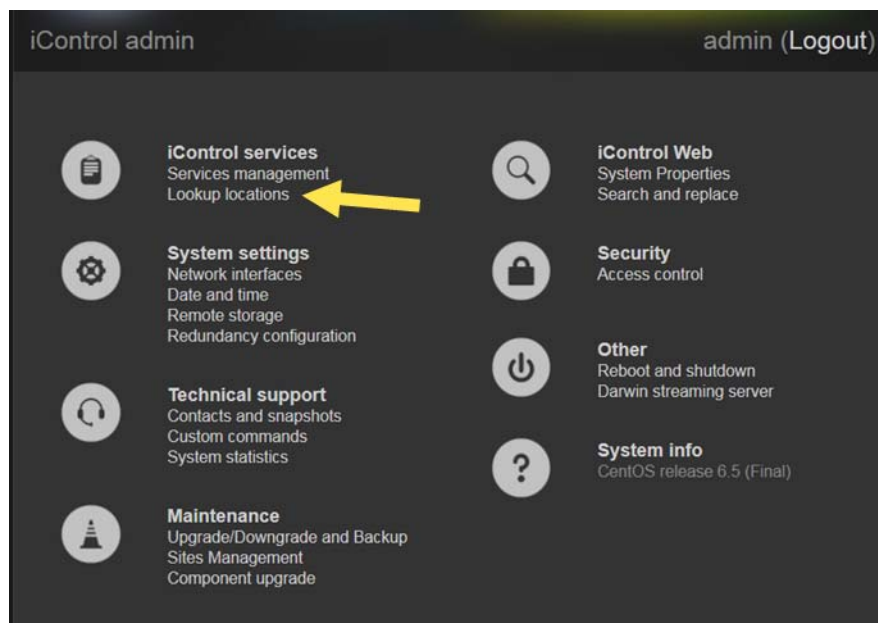 iControl admin
admin (Logout)
iControl services
Services management
Lookup locations
System settings
Network interfaces
Date and time
Remote storage
Redundancy configuration
Technical support
Contacts and snapshots
Custom commands
System statistics
Maintenance
Upgrade/Downgrade and Backup
Sites Management
Component upgrade
iControl Web
System Properties
Search and replace
Security
Access control
Other
Reboot and shutdown
Darwin streaming server
System info
CentOS release 6.5 (Final)